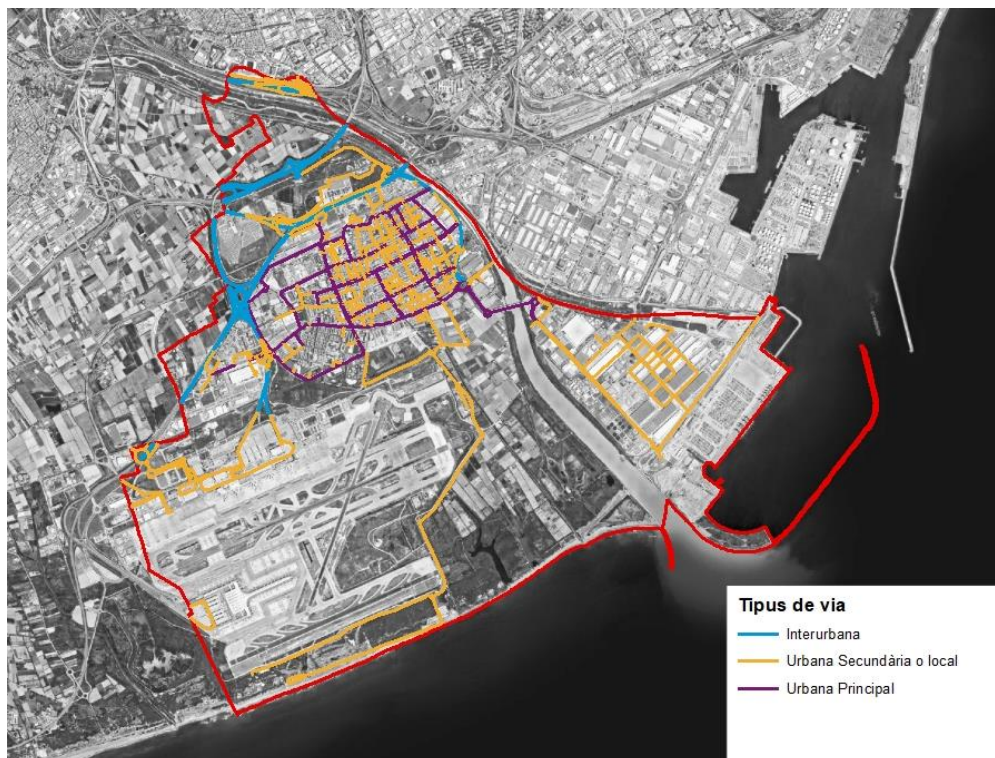 Tipus de via
Interurbana
Urbana Secundària o local
Urbana Principal